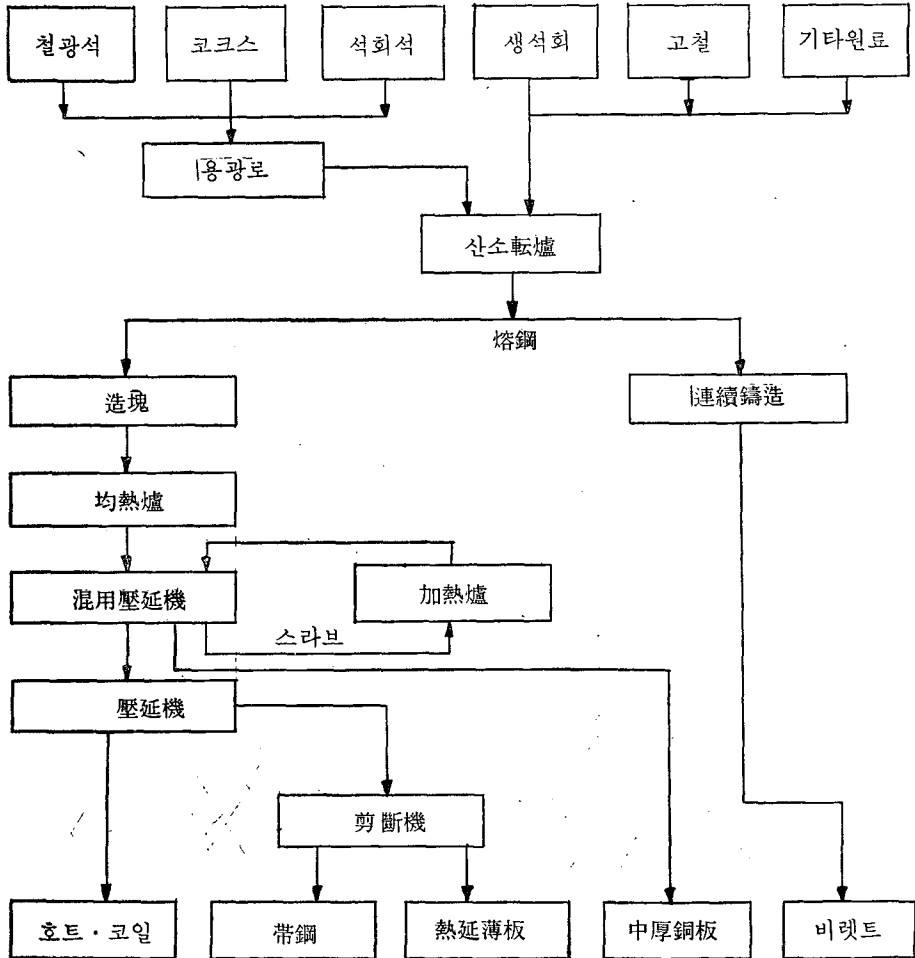 철광석
코크스
석회석
생석회
고철
기타원료
용광로
산소転爐
熔鋼
造塊
連續鑄造
均熱爐
混用壓延機
加熱爐
스라브
壓延機
剪斷機
호트·코일
帯鋼
熱延薄板
中厚銅板
비렛트